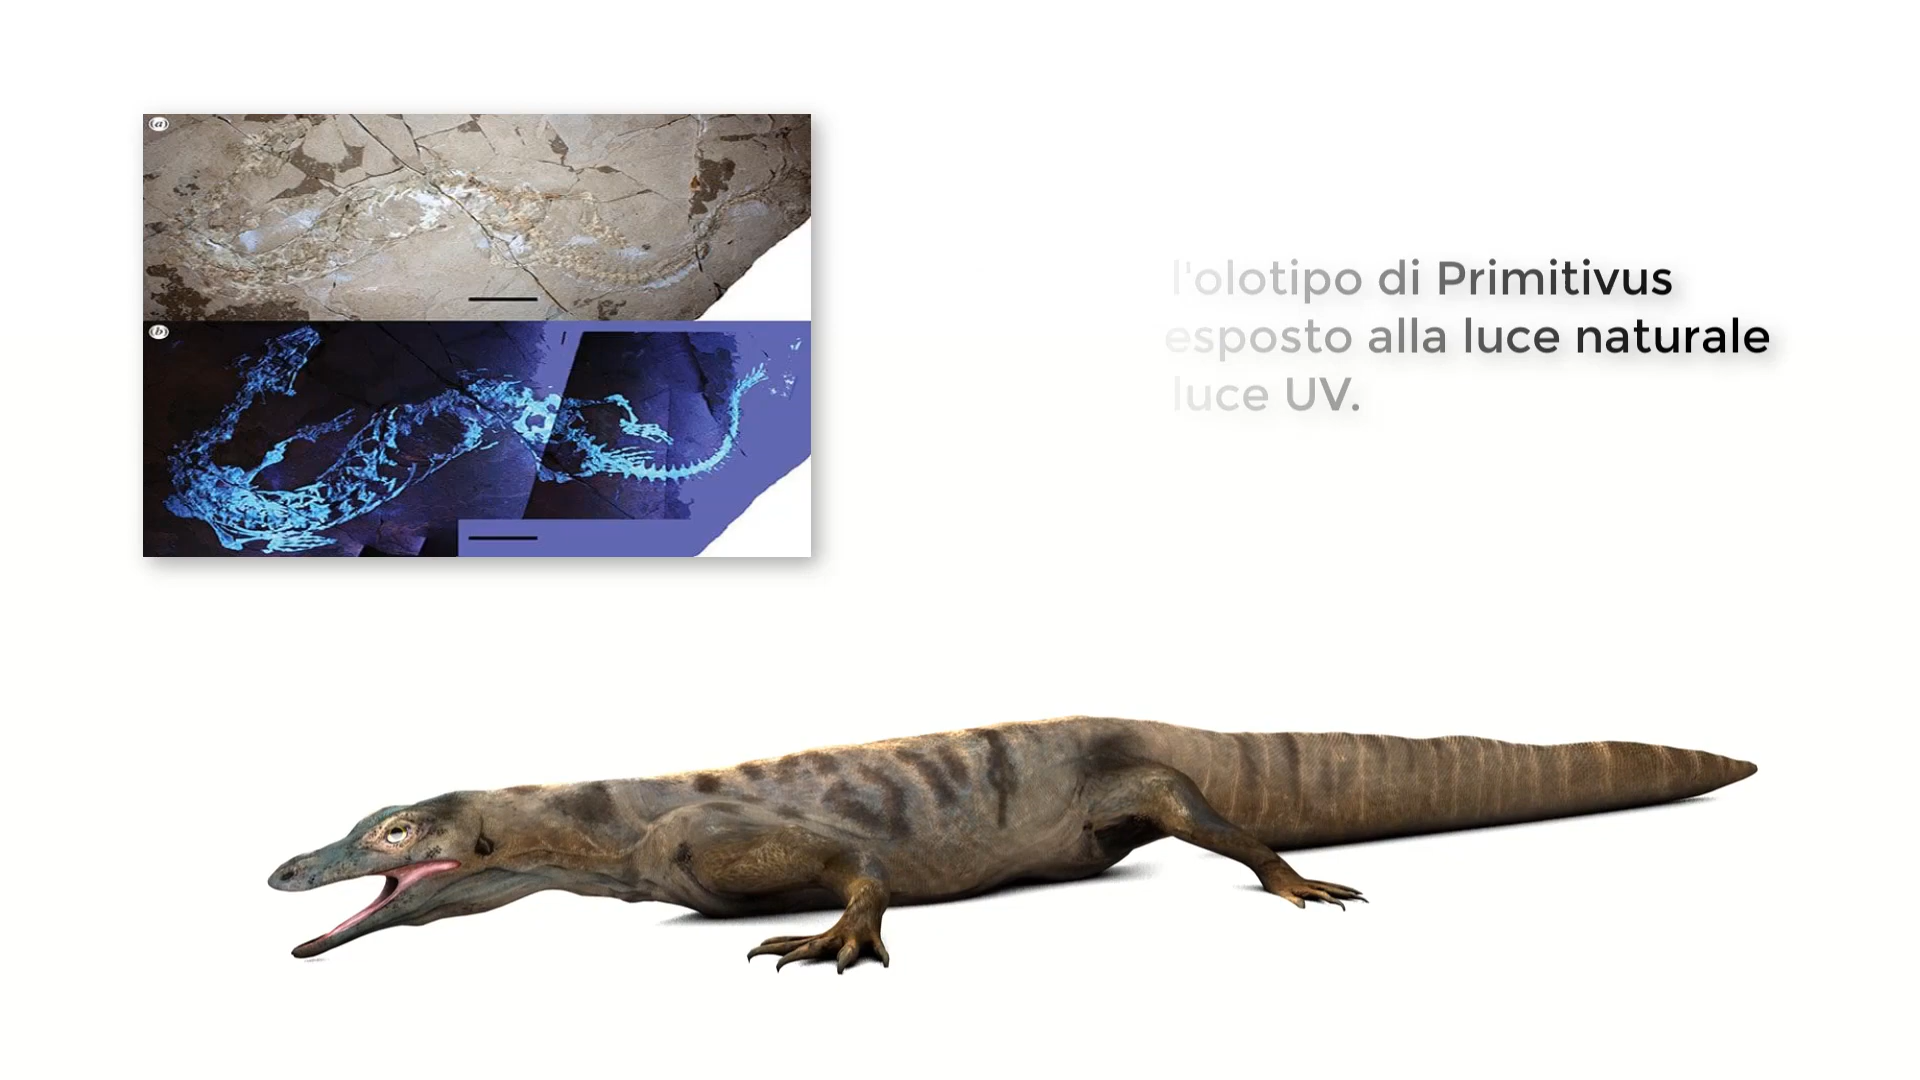 (a)
(b)
l'olotipo di Primitivus
esposto alla luce naturale
luce UV.